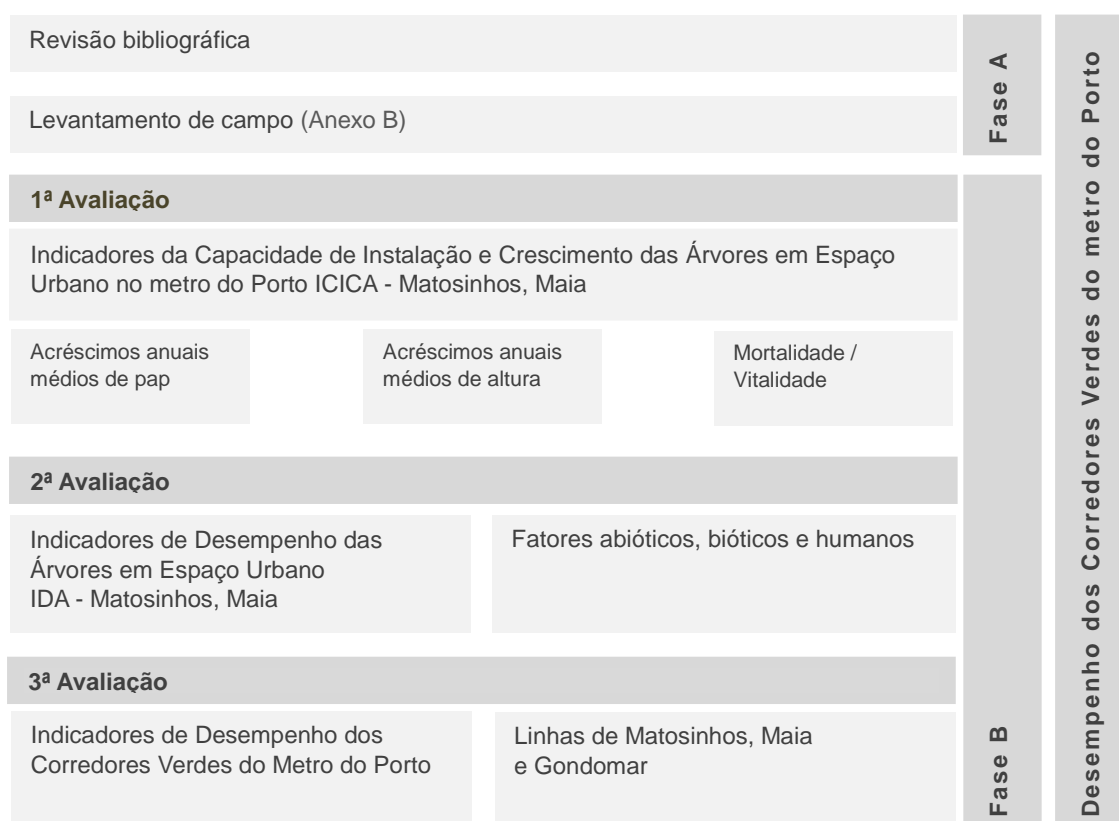 Revisão bibliográfica
Levantamento de campo (Anexo B)
Fase A
1ª Avaliação
Indicadores da Capacidade de Instalação e Crescimento das Árvores em Espaço
Urbano no metro do Porto ICICA - Matosinhos, Maia
Acréscimos anuais
médios de pap
Acréscimos anuais
médios de altura
Mortalidade /
Vitalidade
2ª Avaliação
Indicadores de Desempenho das
Árvores em Espaço Urbano
IDA - Matosinhos, Maia
Fatores abióticos, bióticos e humanos
3ª Avaliação
Indicadores de Desempenho dos
Corredores Verdes do Metro do Porto
Linhas de Matosinhos, Maia
e Gondomar
Fase B
Desempenho dos Corredores Verdes do metro do Porto